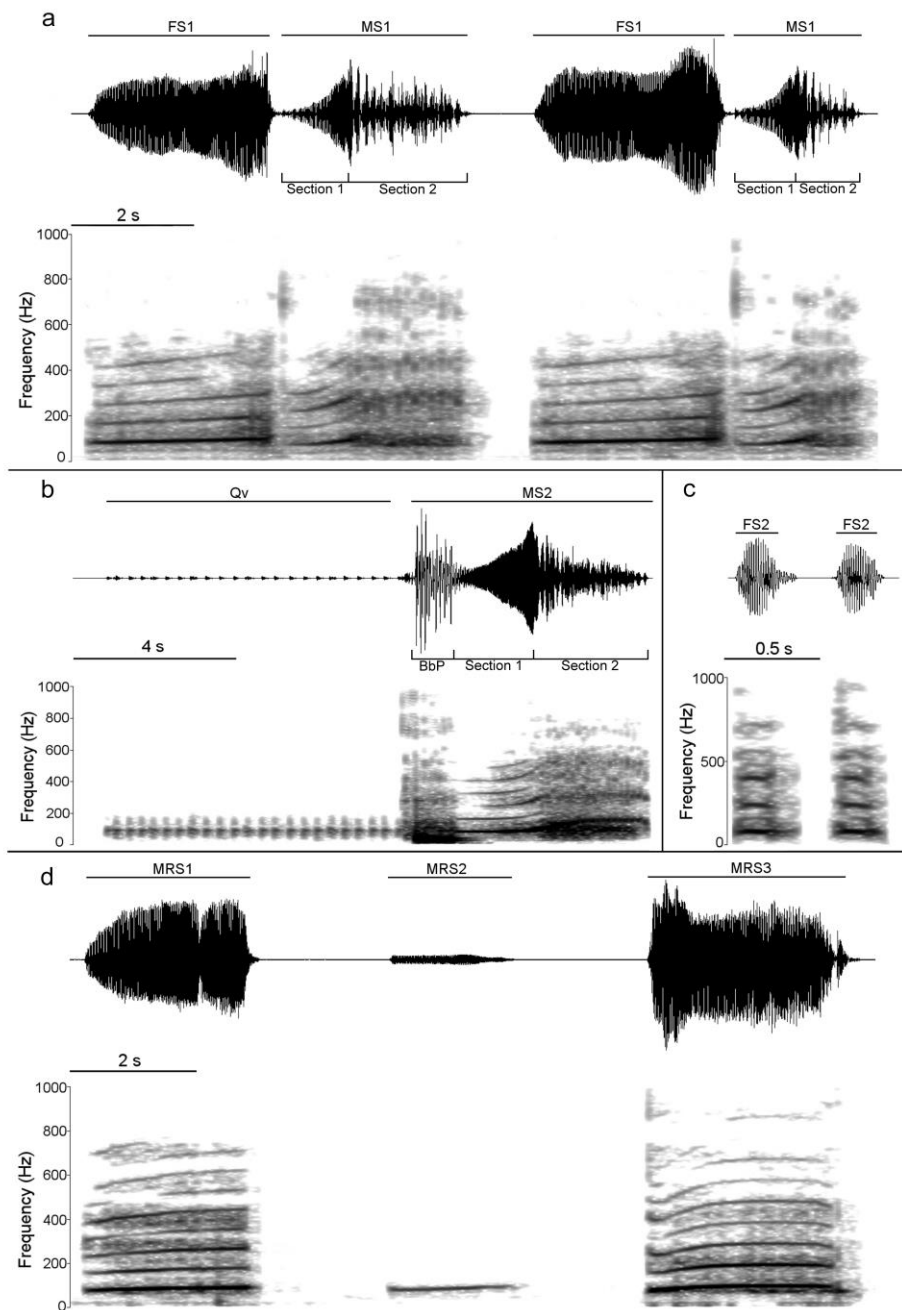 a
FS1 MS1 FS1 MS1
Section 1 Section 2 Section 1 Section 2
2 s
1000
800
600
400
200
0
Frequency (Hz)
b
Qv MS2
BbP Section 1 Section 2
4 s
1000
800
600
400
200
0
Frequency (Hz)
c
FS2 FS2
0.5 s
1000
500
0
Frequency (Hz)
d
MRS1 MRS2 MRS3
2 s
1000
800
600
400
200
0
Frequency (Hz)